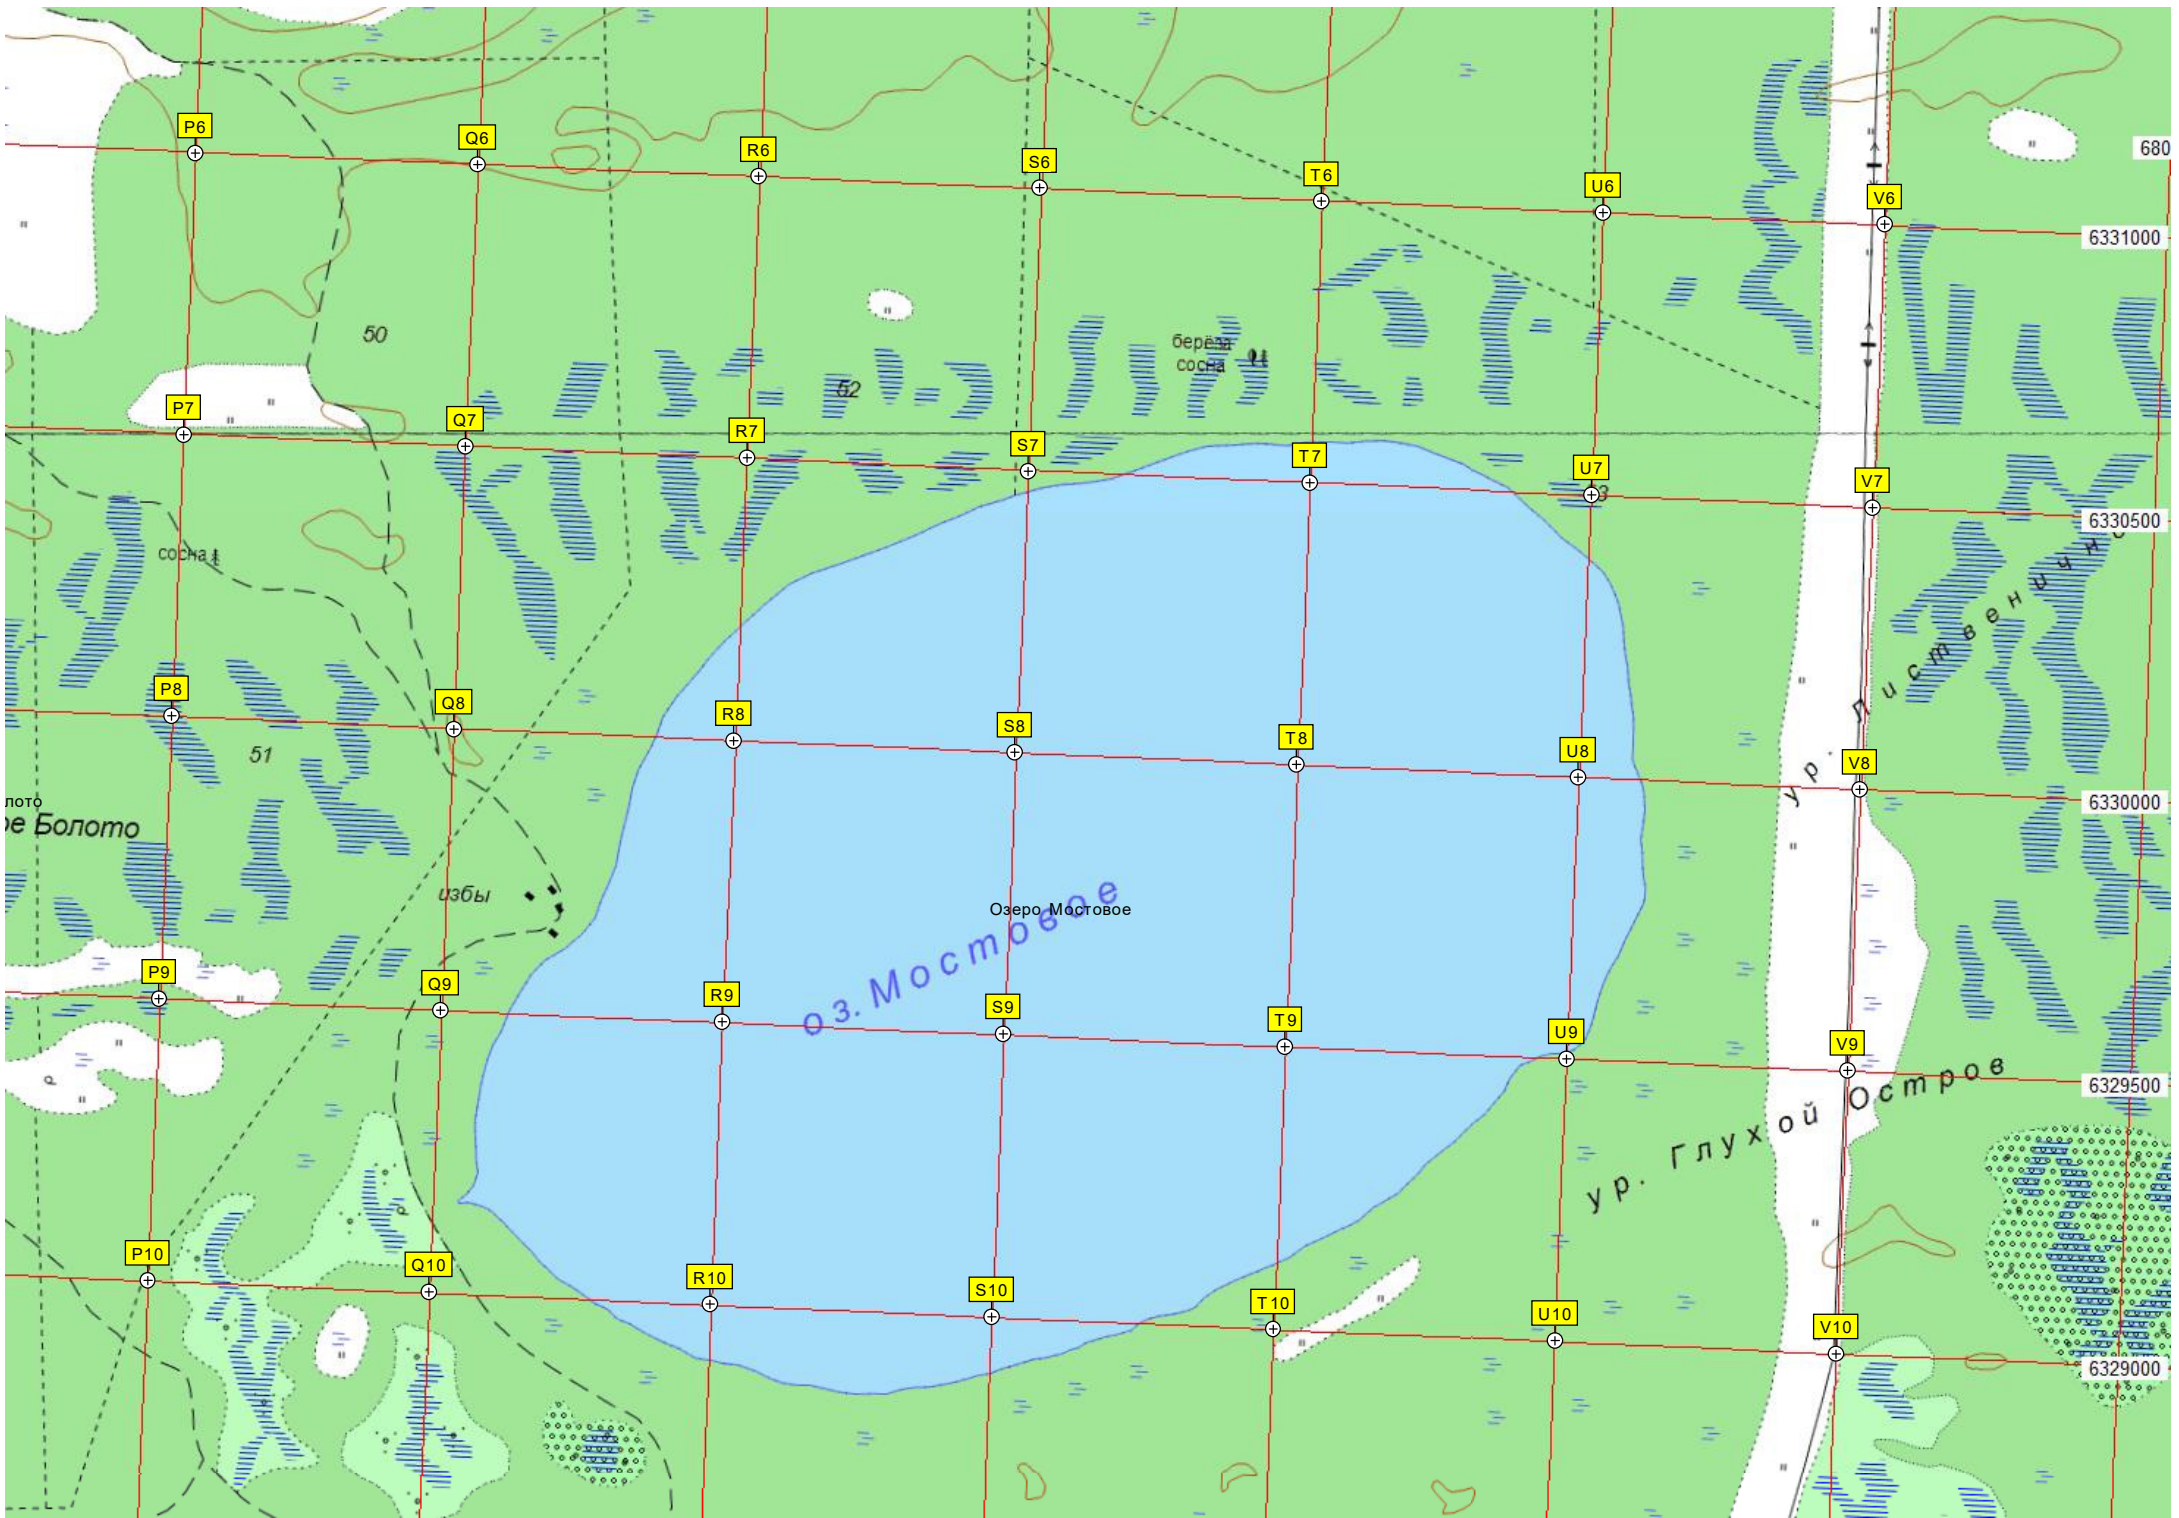 P6
Q6
R6
S6
T6
U6
V6
680
6331000
50
берёза
сосна
52
P7
Q7
R7
S7
T7
U7
V7
6330500
сосна
P8
Q8
R8
S8
T8
U8
V8
51
ур. Лиственично
6330000
лото
ое Болото
избы
Озеро Мостовое
оз. Мостовое
P9
Q9
R9
S9
T9
U9
V9
6329500
ур. Глухой Остров
P10
Q10
R10
S10
T10
U10
V10
6329000